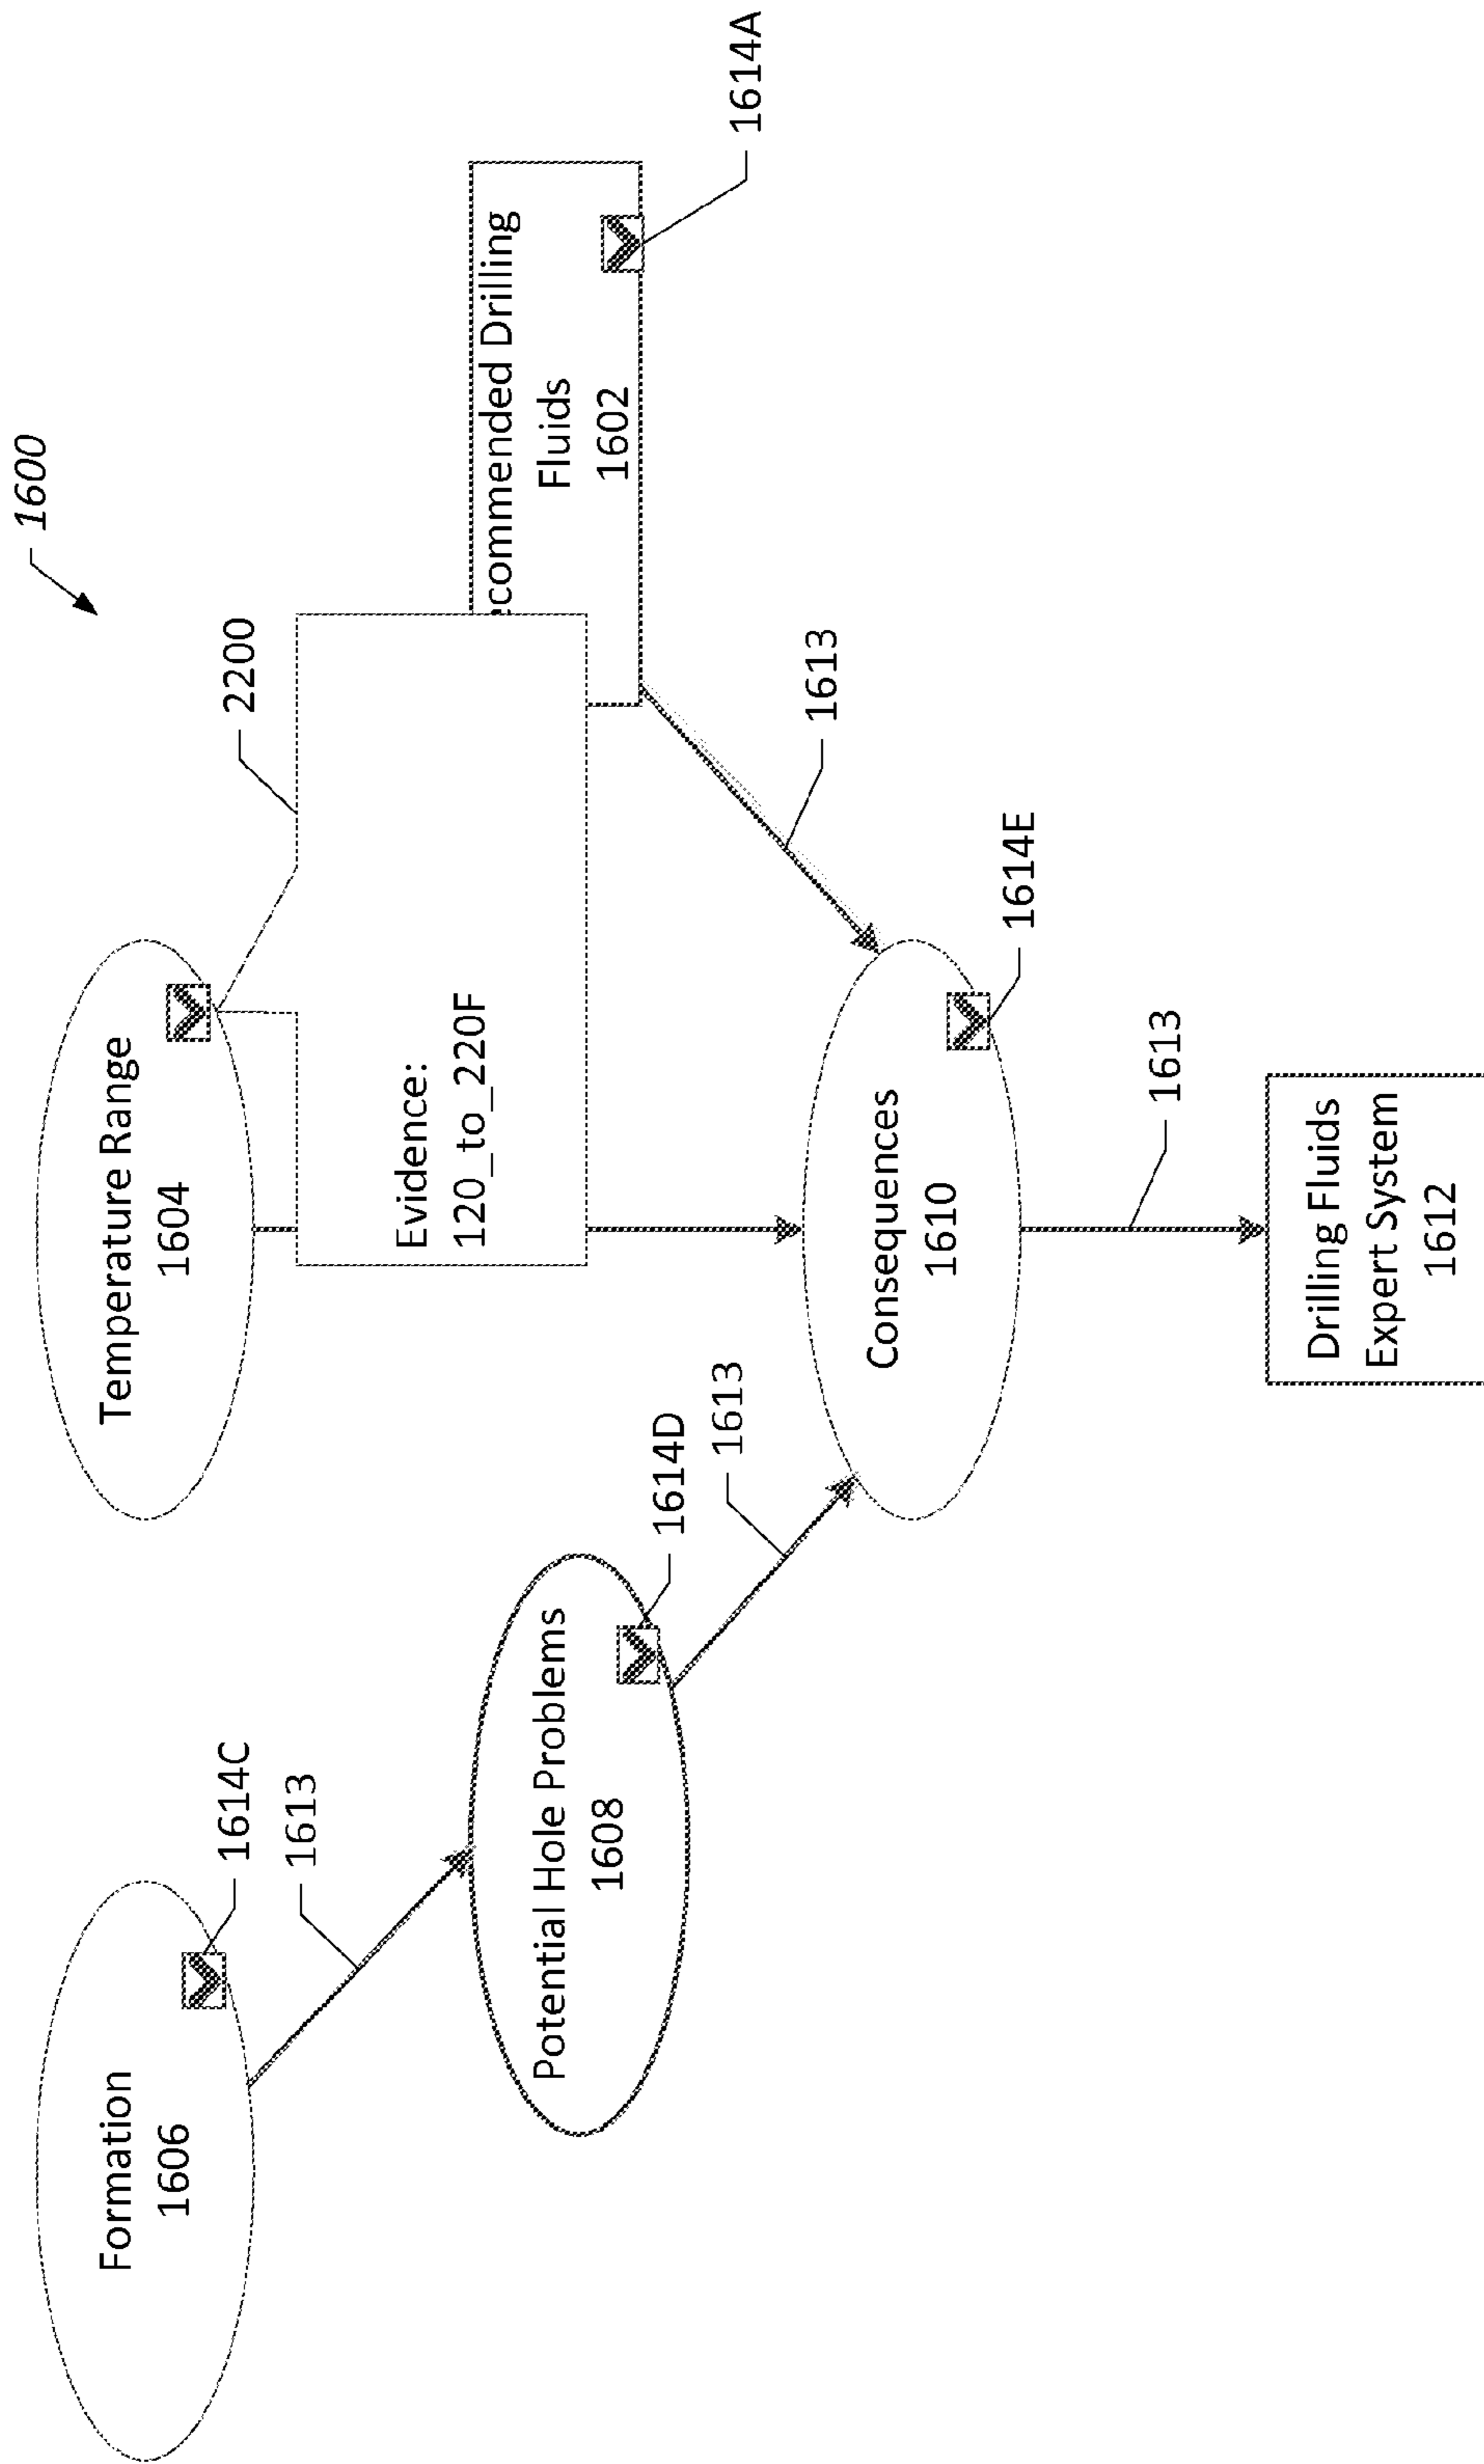 1600
Formation
1606
1614C
1613
Temperature Range
1604
2200
Evidence:
120_to_220F
ecommended Drilling
Fluids
1602
1614A
Potential Hole Problems
1608
1614D
1613
1613
Consequences
1610
1614E
1613
Drilling Fluids
Expert System
1612